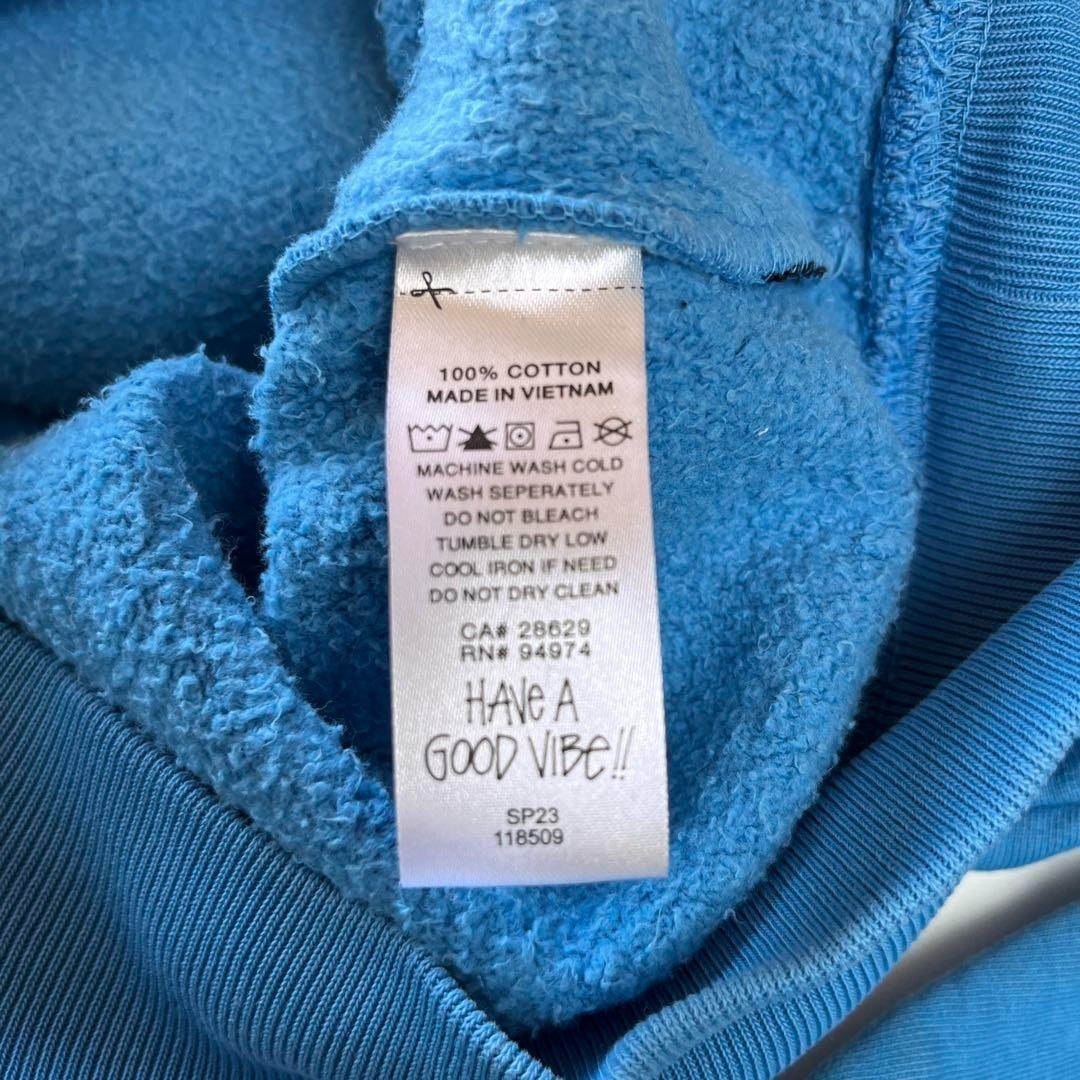 100% COTTON
MADE IN VIETNAM
MACHINE WASH COLD
WASH SEPERATELY
DO NOT BLEACH
TUMBLE DRY LOW
COOL IRON IF NEED
DO NOT DRY CLEAN
CA# 28629
RN# 94974
HAVE A
GOOD VIBE!!
SP23
118509